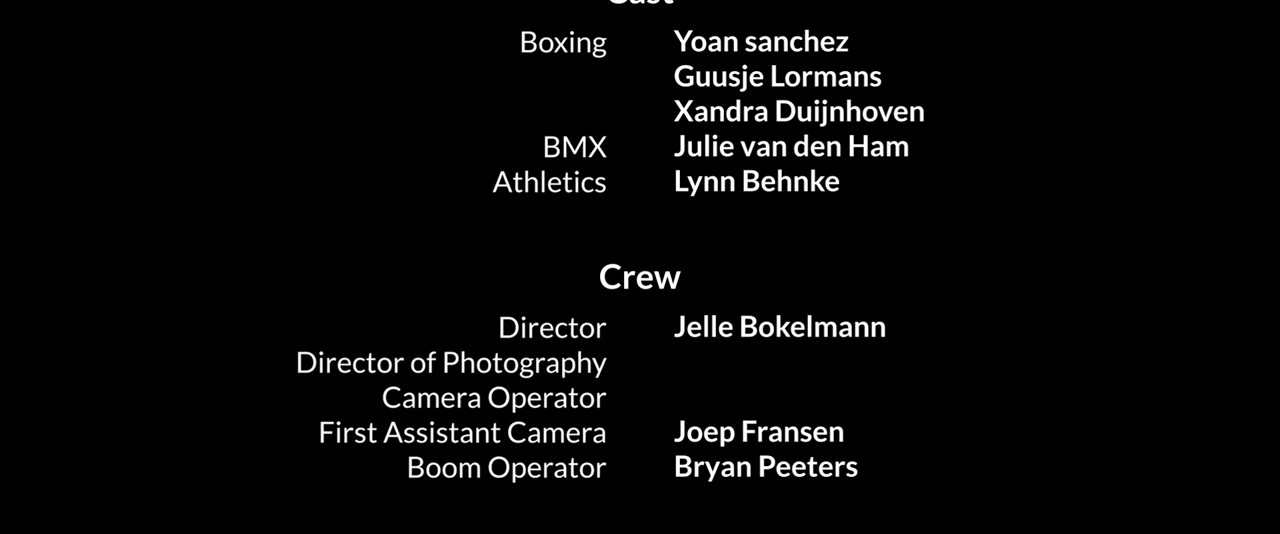 Cast
Boxing Yoan sanchez
Guusje Lormans
Xandra Duijnhoven
BMX Julie van den Ham
Athletics Lynn Behnke
Crew
Director Jelle Bokelmann
Director of Photography
Camera Operator
First Assistant Camera Joep Fransen
Boom Operator Bryan Peeters